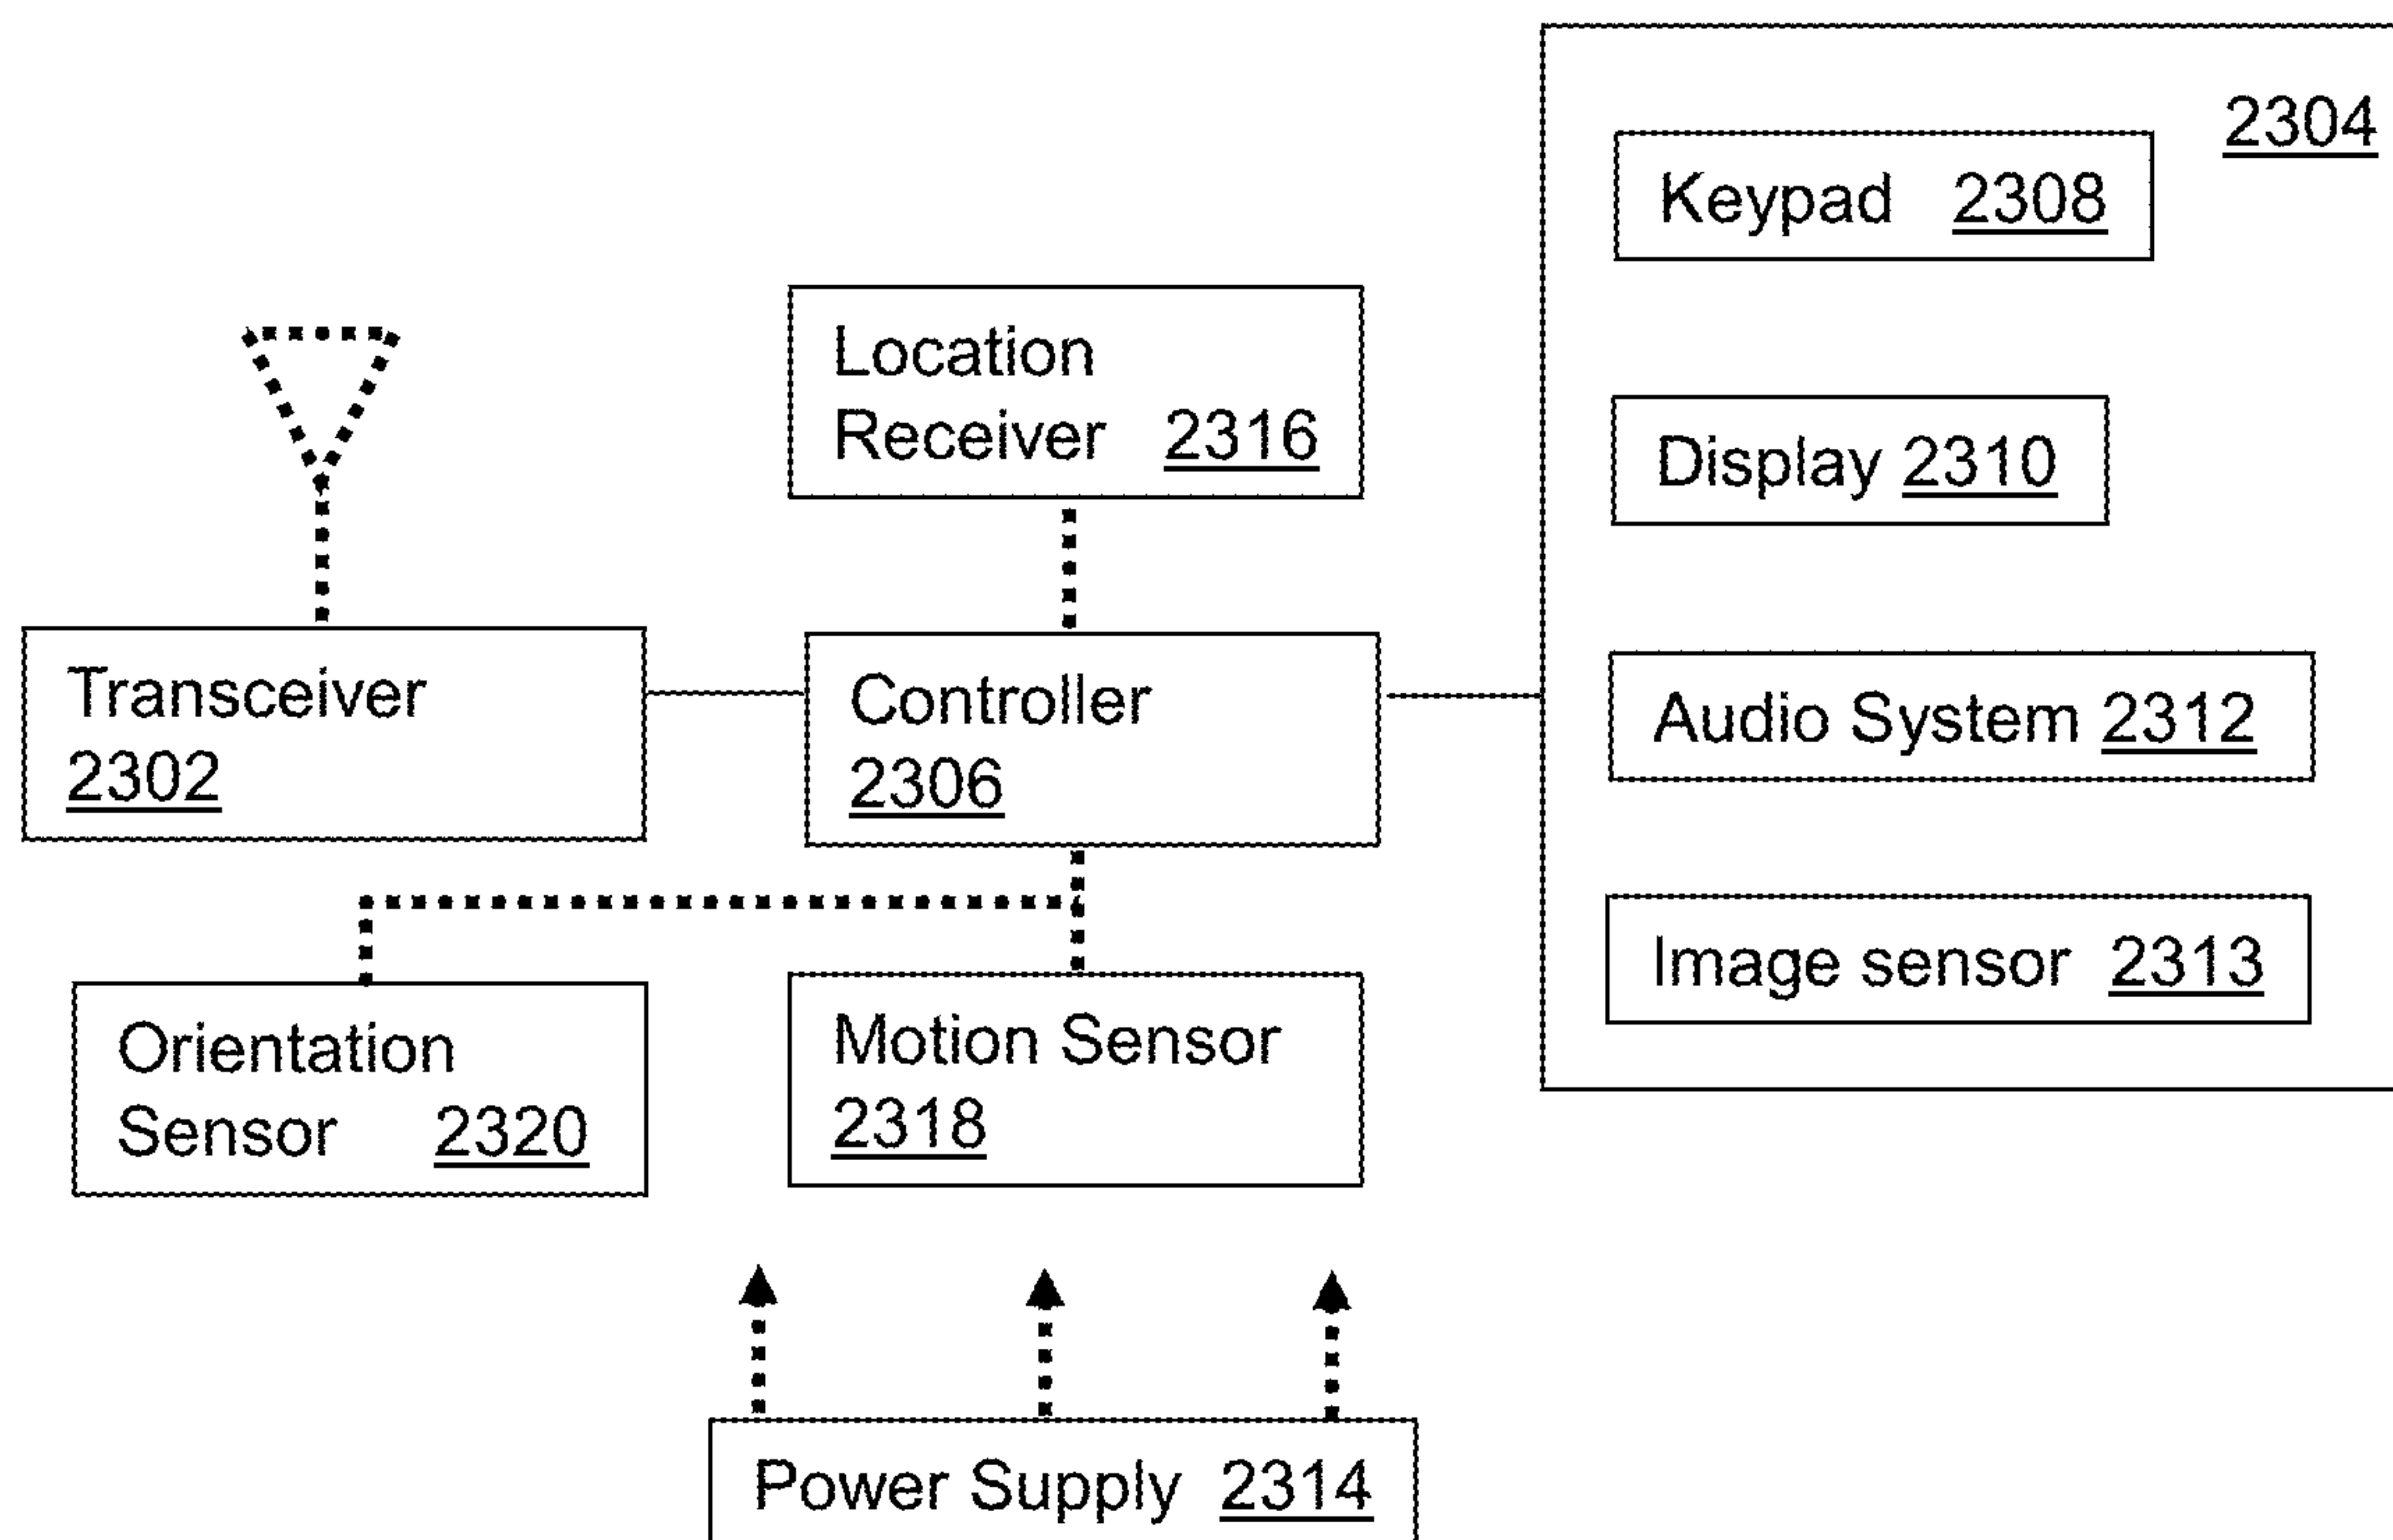 2304
Keypad 2308
Location
Receiver 2316
Display 2310
Transceiver
2302
Controller
2306
Audio System 2312
Image sensor 2313
Orientation
Sensor 2320
Motion Sensor
2318
Power Supply 2314